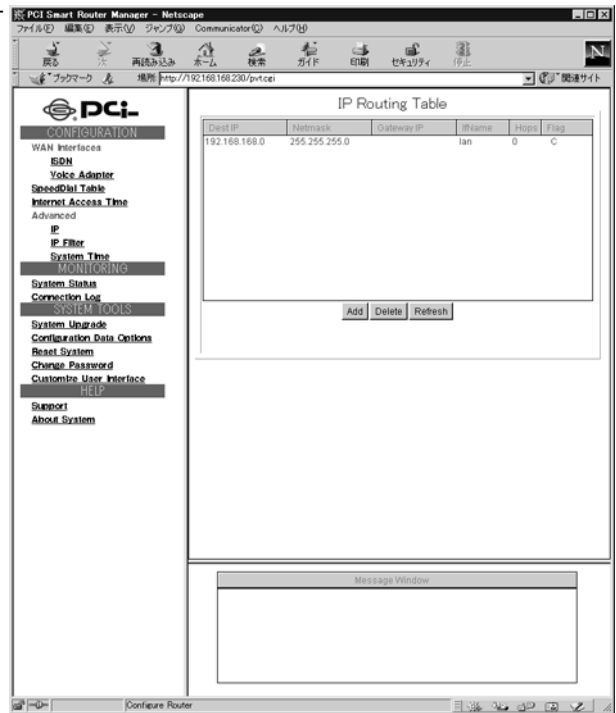 PCI Smart Router Manager - Netscape
ファイル(F) 編集(E) 表示(V) ジャンプ(G) Communicator(C) ヘルプ(H)
戻る 次 再読み込み ホーム 検索 ガイド 印刷 セキュリティ 停止
ブックマーク 場所: http://192.168.168.230/pvt.cgi 関連サイト
PCi
CONFIGURATION
WAN Interfaces
ISDN
Voice Adapter
SpeedDial Table
Internet Access Time
Advanced
IP
IP Filter
System Time
MONITORING
System Status
Connection Log
SYSTEM TOOLS
System Upgrade
Configuration Data Options
Reset System
Change Password
Customize User Interface
HELP
Support
About System
IP Routing Table
Dest IP Netmask Gateway IP IfName Hops Flag
192.168.168.0 255.255.255.0 lan 0 C
Add Delete Refresh
Message Window
Configure Router